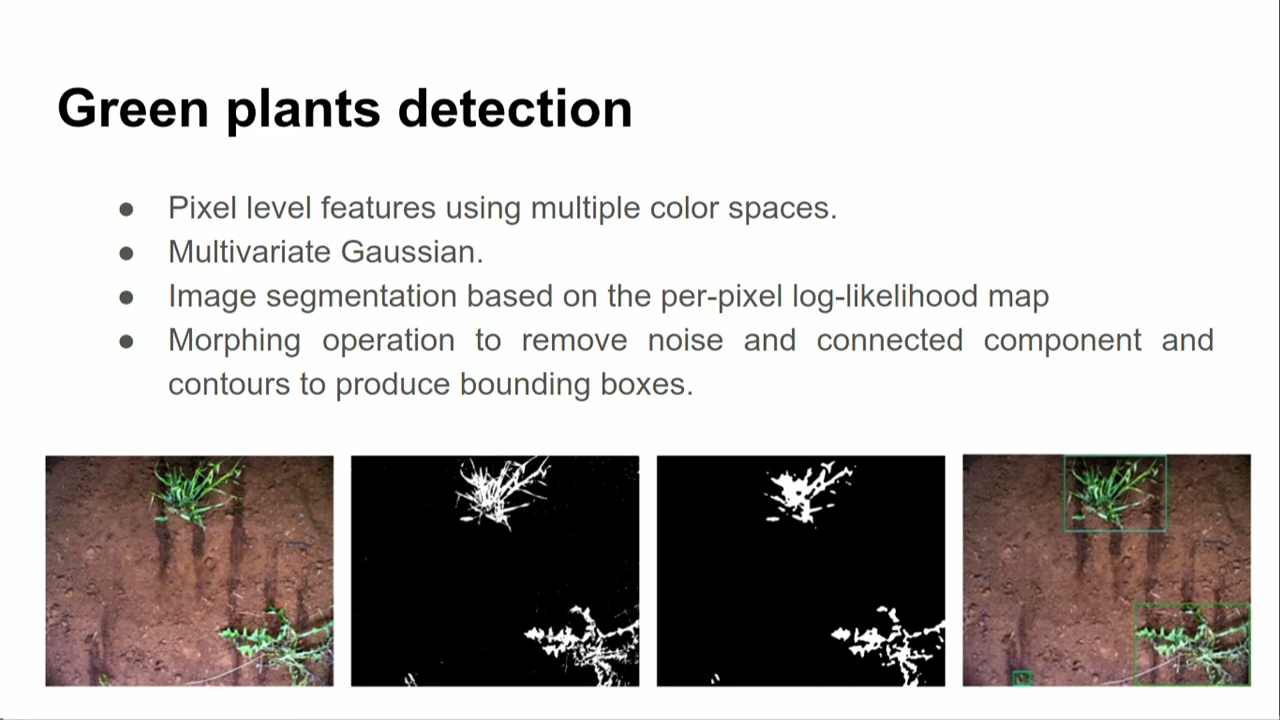 Green plants detection
● Pixel level features using multiple color spaces.
● Multivariate Gaussian.
● Image segmentation based on the per-pixel log-likelihood map
● Morphing operation to remove noise and connected component and
contours to produce bounding boxes.